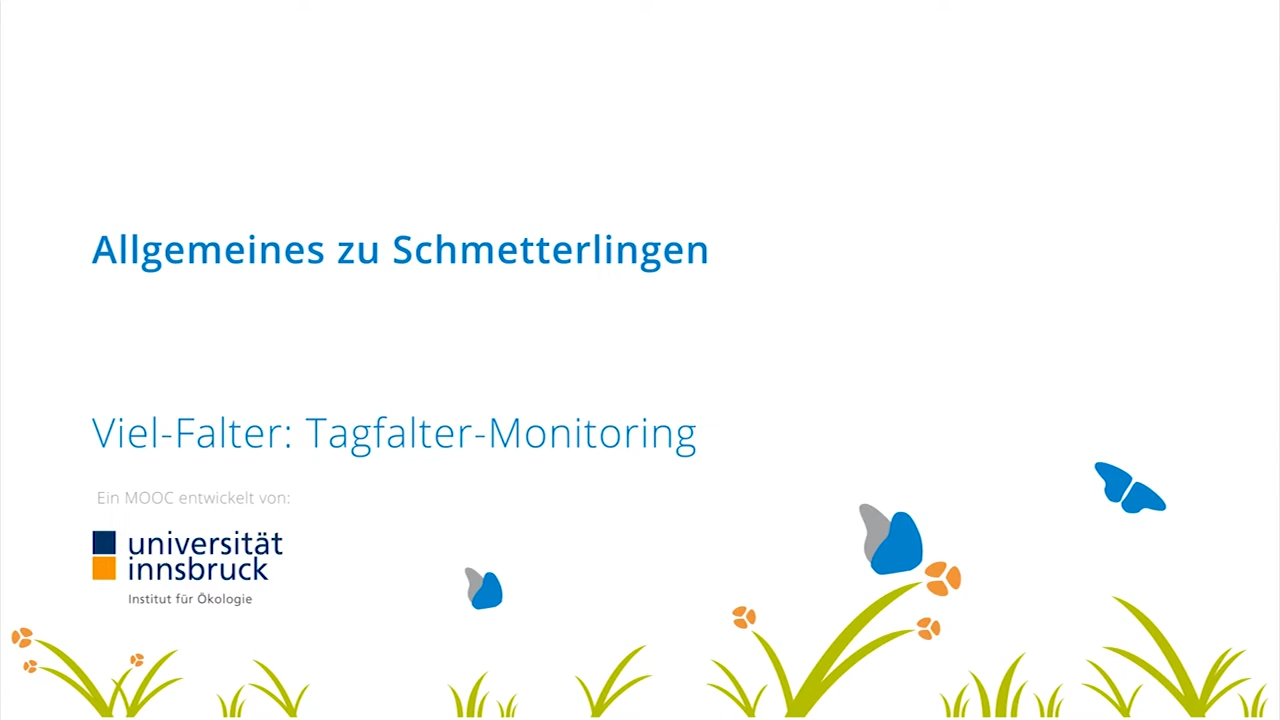 Allgemeines zu Schmetterlingen
Viel-Falter: Tagfalter-Monitoring
Ein MOOC entwickelt von:
universität
innsbruck
Institut für Ökologie